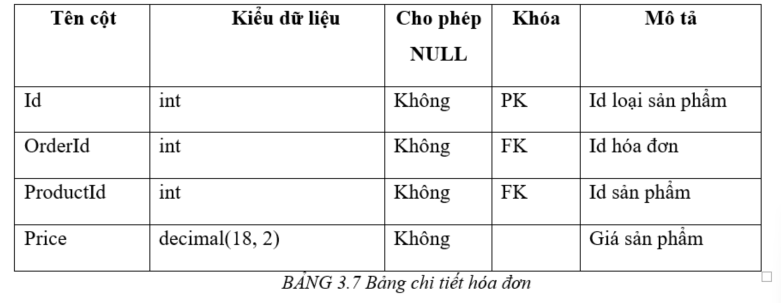 Tên cột Kiểu dữ liệu Cho phép NULL Khóa Mô tả
Id int Không PK Id loại sản phẩm
OrderId int Không FK Id hóa đơn
ProductId int Không FK Id sản phẩm
Price decimal(18, 2) Không Giá sản phẩm
BẢNG 3.7 Bảng chi tiết hóa đơn